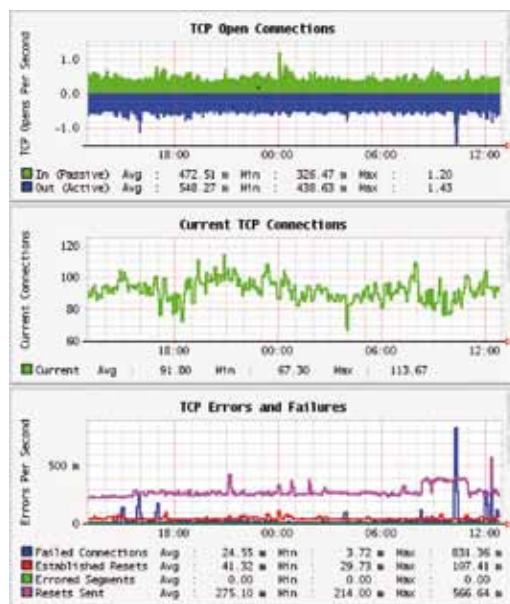 TCP Open Connections
TCP Opens Per Second
1.0
0.0
-1.0
18:00 00:00 06:00 12:00
In (Passive) Avg : 472.51 m Min : 326.47 m Max : 1.20
Out (Active) Avg : 548.27 m Min : 438.63 m Max : 1.43
Current TCP Connections
Current Connections
120
100
80
60
18:00 00:00 06:00 12:00
Current Avg : 91.00 Min : 67.30 Max : 113.67
TCP Errors and Failures
Errors Per Second
500 m
0
18:00 00:00 06:00 12:00
Failed Connections Avg : 24.55 m Min : 3.72 m Max : 831.36 m
Established Resets Avg : 41.32 m Min : 29.73 m Max : 107.41 m
Errored Segments Avg : 0.00 Min : 0.00 Max : 0.00
Resets Sent Avg : 275.10 m Min : 214.00 m Max : 566.64 m